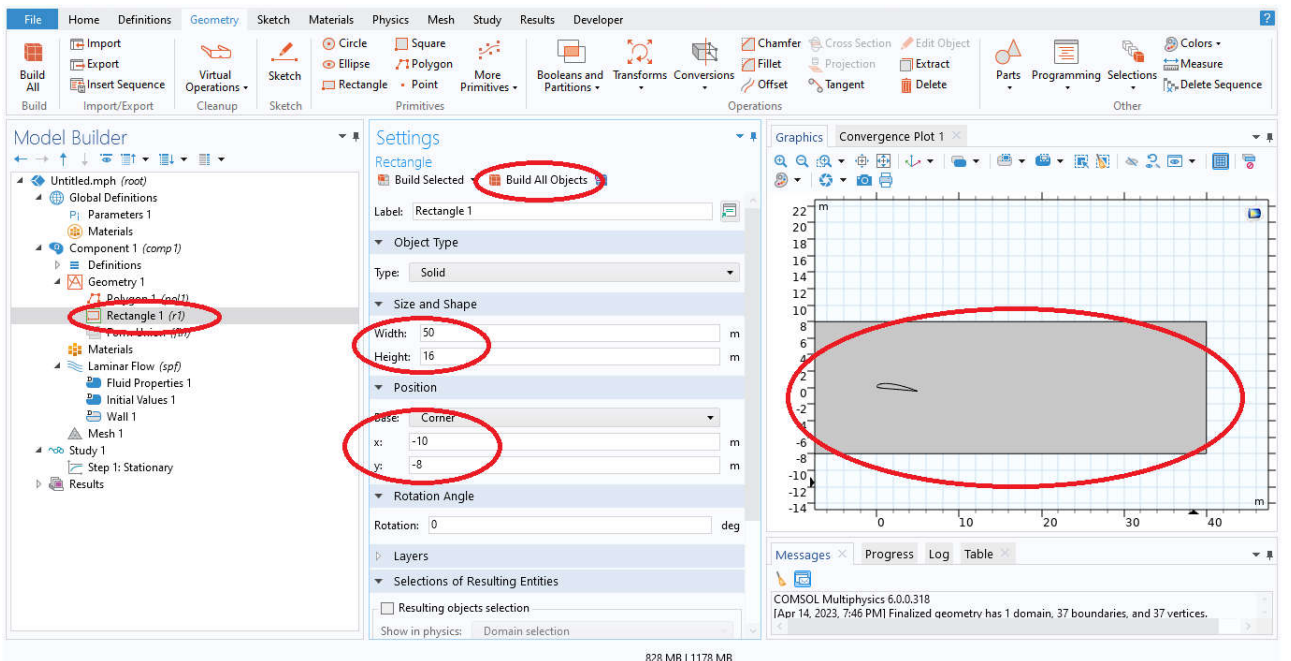 File Home Definitions Geometry Sketch Materials Physics Mesh Study Results Developer ?
Import Circle Square Chamfer Cross Section Edit Object Colors
Export Ellipse Polygon Fillet Projection Extract Measure
Build All Insert Sequence Virtual Operations Sketch Rectangle Point More Primitives Booleans and Partitions Transforms Conversions Offset Tangent Delete Parts Programming Selections Delete Sequence
Build Import/Export Cleanup Sketch Primitives Operations Other
Model Builder
Untitled.mph (root)
Global Definitions
Pi Parameters 1
Materials
Component 1 (comp1)
Definitions
Geometry 1
Polygon 1 (pol1)
Rectangle 1 (r1)
Form Union (fin)
Materials
Laminar Flow (spf)
Fluid Properties 1
Initial Values 1
Wall 1
Mesh 1
Study 1
Step 1: Stationary
Results
Settings
Rectangle
Build Selected Build All Objects
Label: Rectangle 1
Object Type
Type: Solid
Size and Shape
Width: 50 m
Height: 16 m
Position
Base: Corner
x: -10 m
y: -8 m
Rotation Angle
Rotation: 0 deg
Layers
Selections of Resulting Entities
Resulting objects selection
Show in physics: Domain selection
Graphics Convergence Plot 1
m
22
20
18
16
14
12
10
8
6
4
2
0
-2
-4
-6
-8
-10
-12
-14
m
0 10 20 30 40
Messages Progress Log Table
COMSOL Multiphysics 6.0.0.318
[Apr 14, 2023, 7:46 PM] Finalized geometry has 1 domain, 37 boundaries, and 37 vertices.
828 MB | 1178 MB